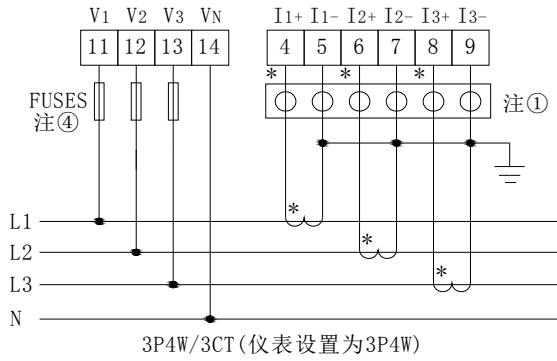 V1 V2 V3 VN I1+ I1- I2+ I2- I3+ I3-
11 12 13 14 4 5 6 7 8 9
* * *
FUSES 注①
注④
* L1
* L2
* L3
N
3P4W/3CT(仪表设置为3P4W)